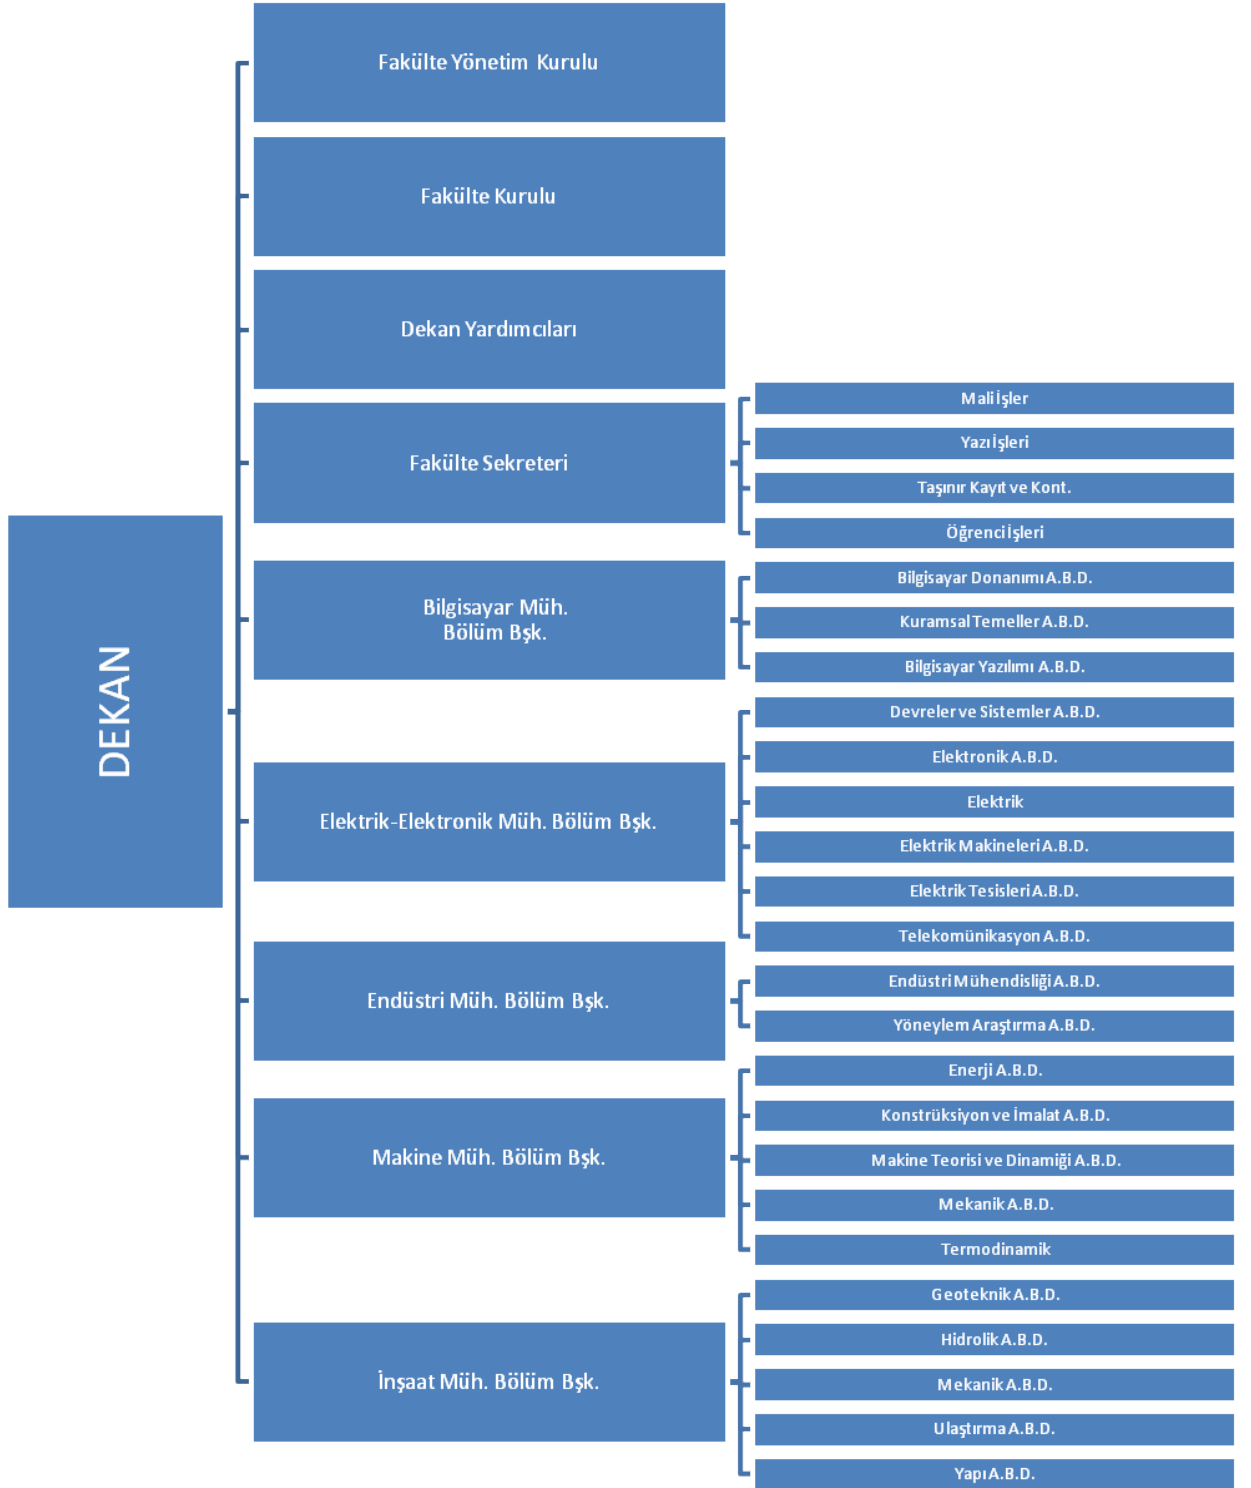 DEKAN
Fakülte Yönetim Kurulu
Fakülte Kurulu
Dekan Yardımcıları
Fakülte Sekreteri
Mali İşler
Yazı İşleri
Taşınır Kayıt ve Kont.
Öğrenci İşleri
Bilgisayar Müh.
Bölüm Bşk.
Bilgisayar Donanımı A.B.D.
Kuramsal Temeller A.B.D.
Bilgisayar Yazılımı A.B.D.
Elektrik-Elektronik Müh. Bölüm Bşk.
Devreler ve Sistemler A.B.D.
Elektronik A.B.D.
Elektrik
Elektrik Makineleri A.B.D.
Elektrik Tesisleri A.B.D.
Telekomünikasyon A.B.D.
Endüstri Müh. Bölüm Bşk.
Endüstri Mühendisliği A.B.D.
Yöneylem Araştırma A.B.D.
Makine Müh. Bölüm Bşk.
Enerji A.B.D.
Konstrüksiyon ve İmalat A.B.D.
Makine Teorisi ve Dinamiği A.B.D.
Mekanik A.B.D.
Termodinamik
İnşaat Müh. Bölüm Bşk.
Geoteknik A.B.D.
Hidrolik A.B.D.
Mekanik A.B.D.
Ulaştırma A.B.D.
Yapı A.B.D.